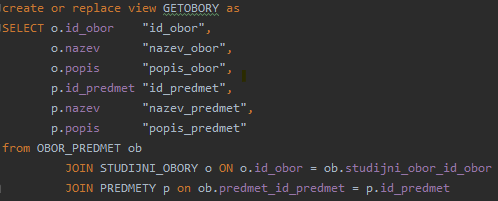 create or replace view GETOBORY as
SELECT o.id_obor "id_obor",
o.nazev "nazev_obor",
o.popis "popis_obor",
p.id_predmet "id_predmet",
p.nazev "nazev_predmet",
p.popis "popis_predmet"
from OBOR_PREDMET ob
JOIN STUDIJNI_OBORY o ON o.id_obor = ob.studijni_obor_id_obor
JOIN PREDMETY p on ob.predmet_id_predmet = p.id_predmet